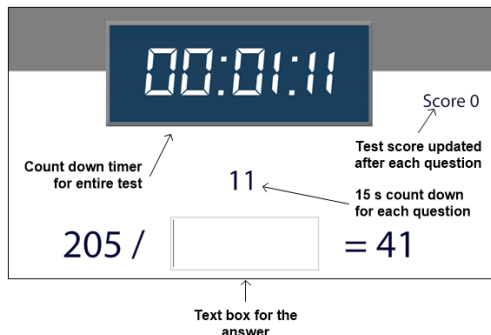 00:01:11
Score 0
Count down timer
for entire test
Test score updated
after each question
11
15 s count down
for each question
205 /
= 41
Text box for the
answer